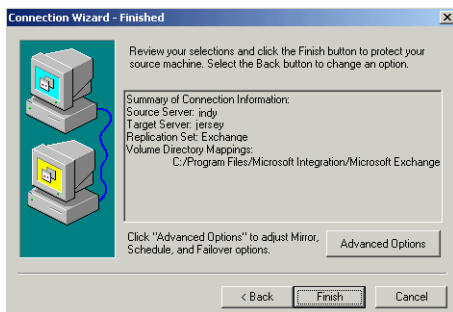 Connection Wizard - Finished
Review your selections and click the Finish button to protect your
source machine. Select the Back button to change an option.
Summary of Connection Information:
Source Server: indy
Target Server: jersey
Replication Set: Exchange
Volume Directory Mappings:
C:/Program Files/Microsoft Integration/Microsoft Exchange
Click "Advanced Options" to adjust Mirror,
Schedule, and Failover options.
Advanced Options
< Back
Finish
Cancel